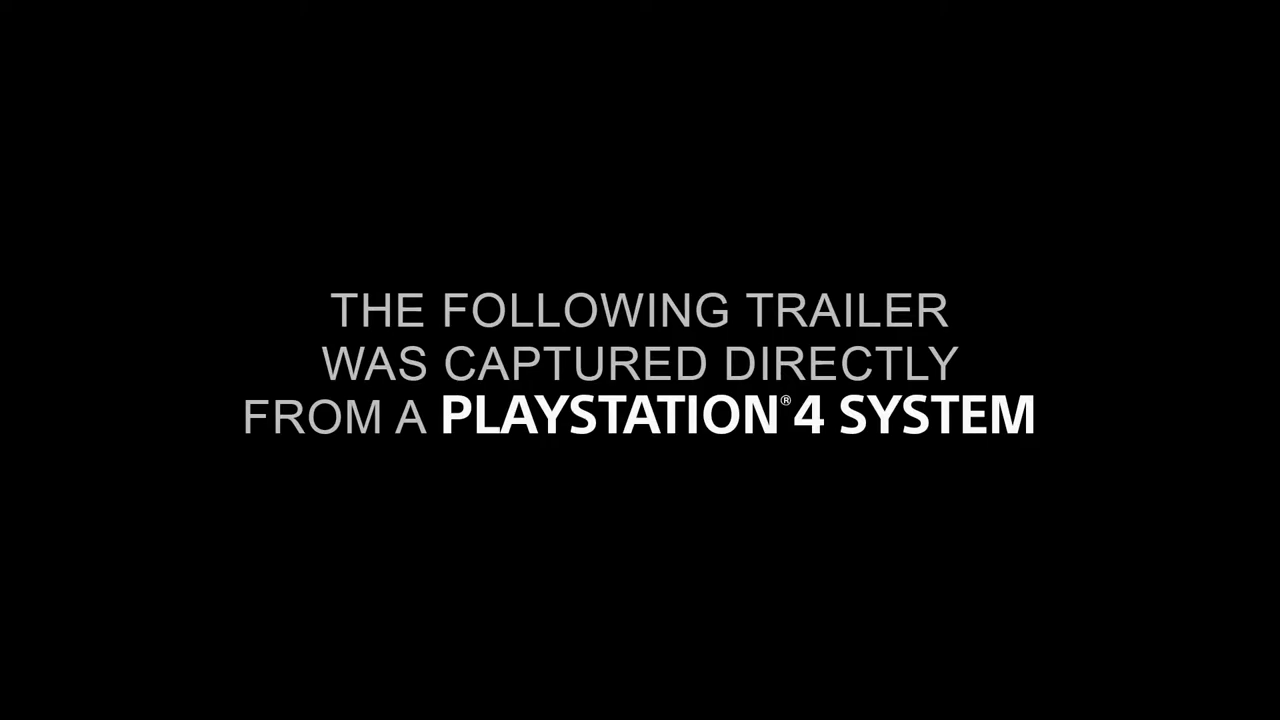 THE FOLLOWING TRAILER
WAS CAPTURED DIRECTLY
FROM A PLAYSTATION®4 SYSTEM